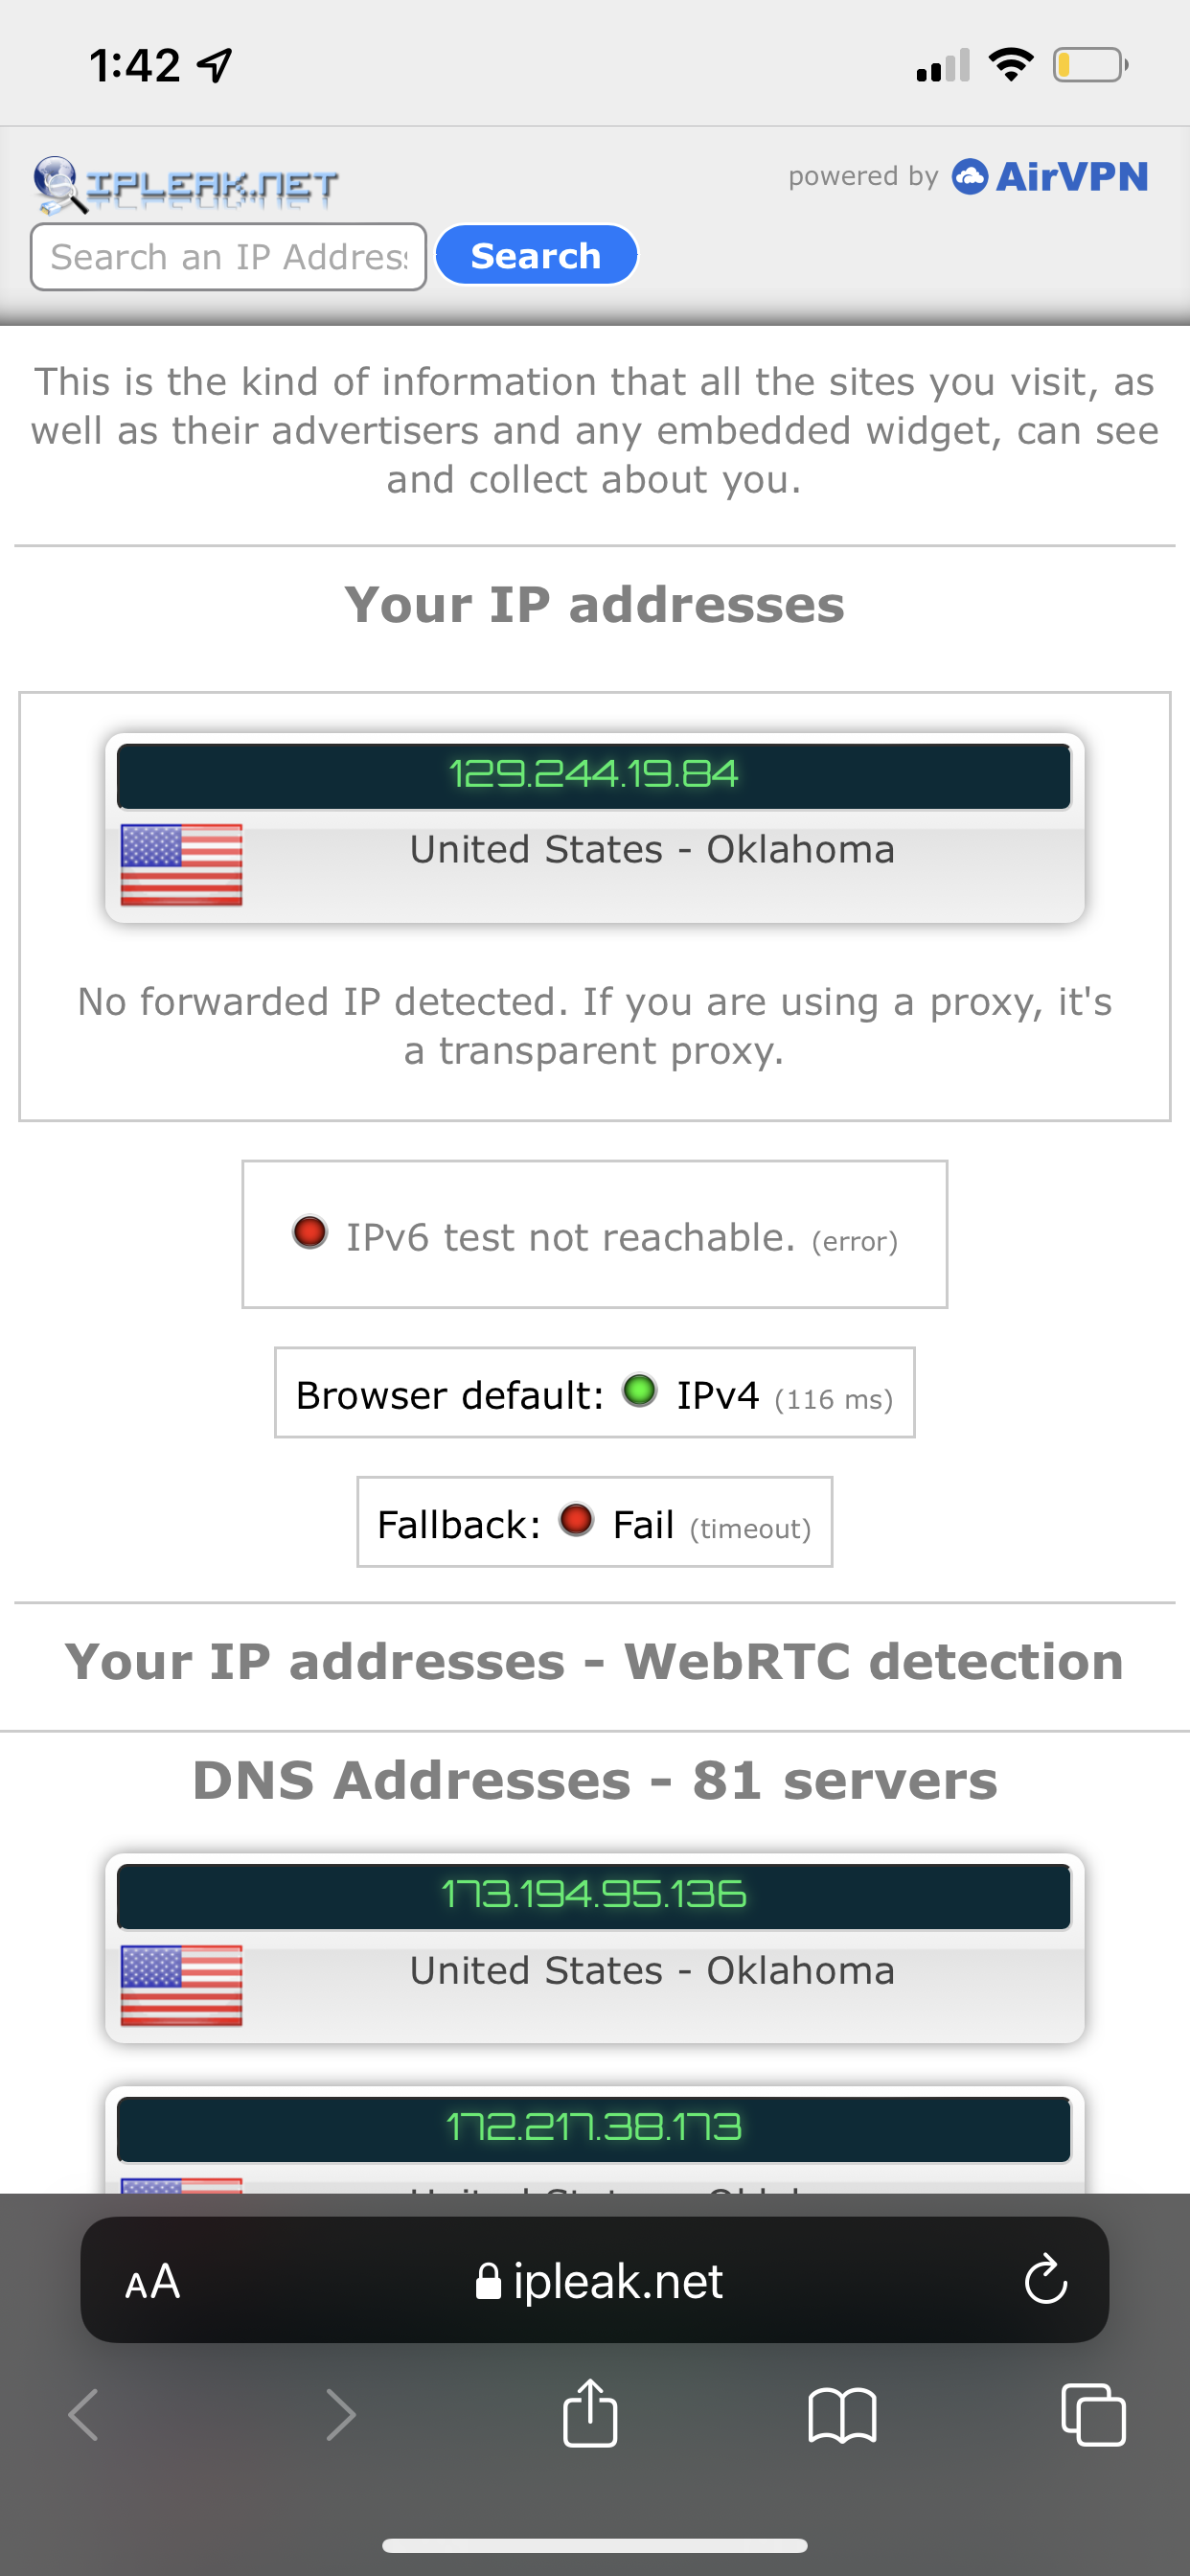 1:42
IPLEAK.NET
powered by AirVPN
Search an IP Address
Search
This is the kind of information that all the sites you visit, as
well as their advertisers and any embedded widget, can see
and collect about you.
Your IP addresses
129.244.19.84
United States - Oklahoma
No forwarded IP detected. If you are using a proxy, it's
a transparent proxy.
IPv6 test not reachable. (error)
Browser default: IPv4 (116 ms)
Fallback: Fail (timeout)
Your IP addresses - WebRTC detection
DNS Addresses - 81 servers
173.194.95.136
United States - Oklahoma
172.217.38.173
AA
ipleak.net